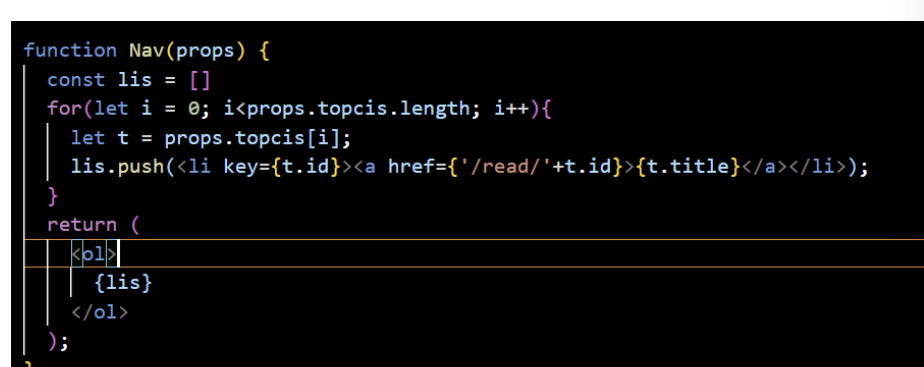 function Nav(props) {
  const lis = []
  for(let i = 0; i<props.topcis.length; i++){
    let t = props.topcis[i];
    lis.push(<li key={t.id}><a href={'/read/'+t.id}>{t.title}</a></li>);
  }
  return (
    <ol>
      {lis}
    </ol>
  );
}